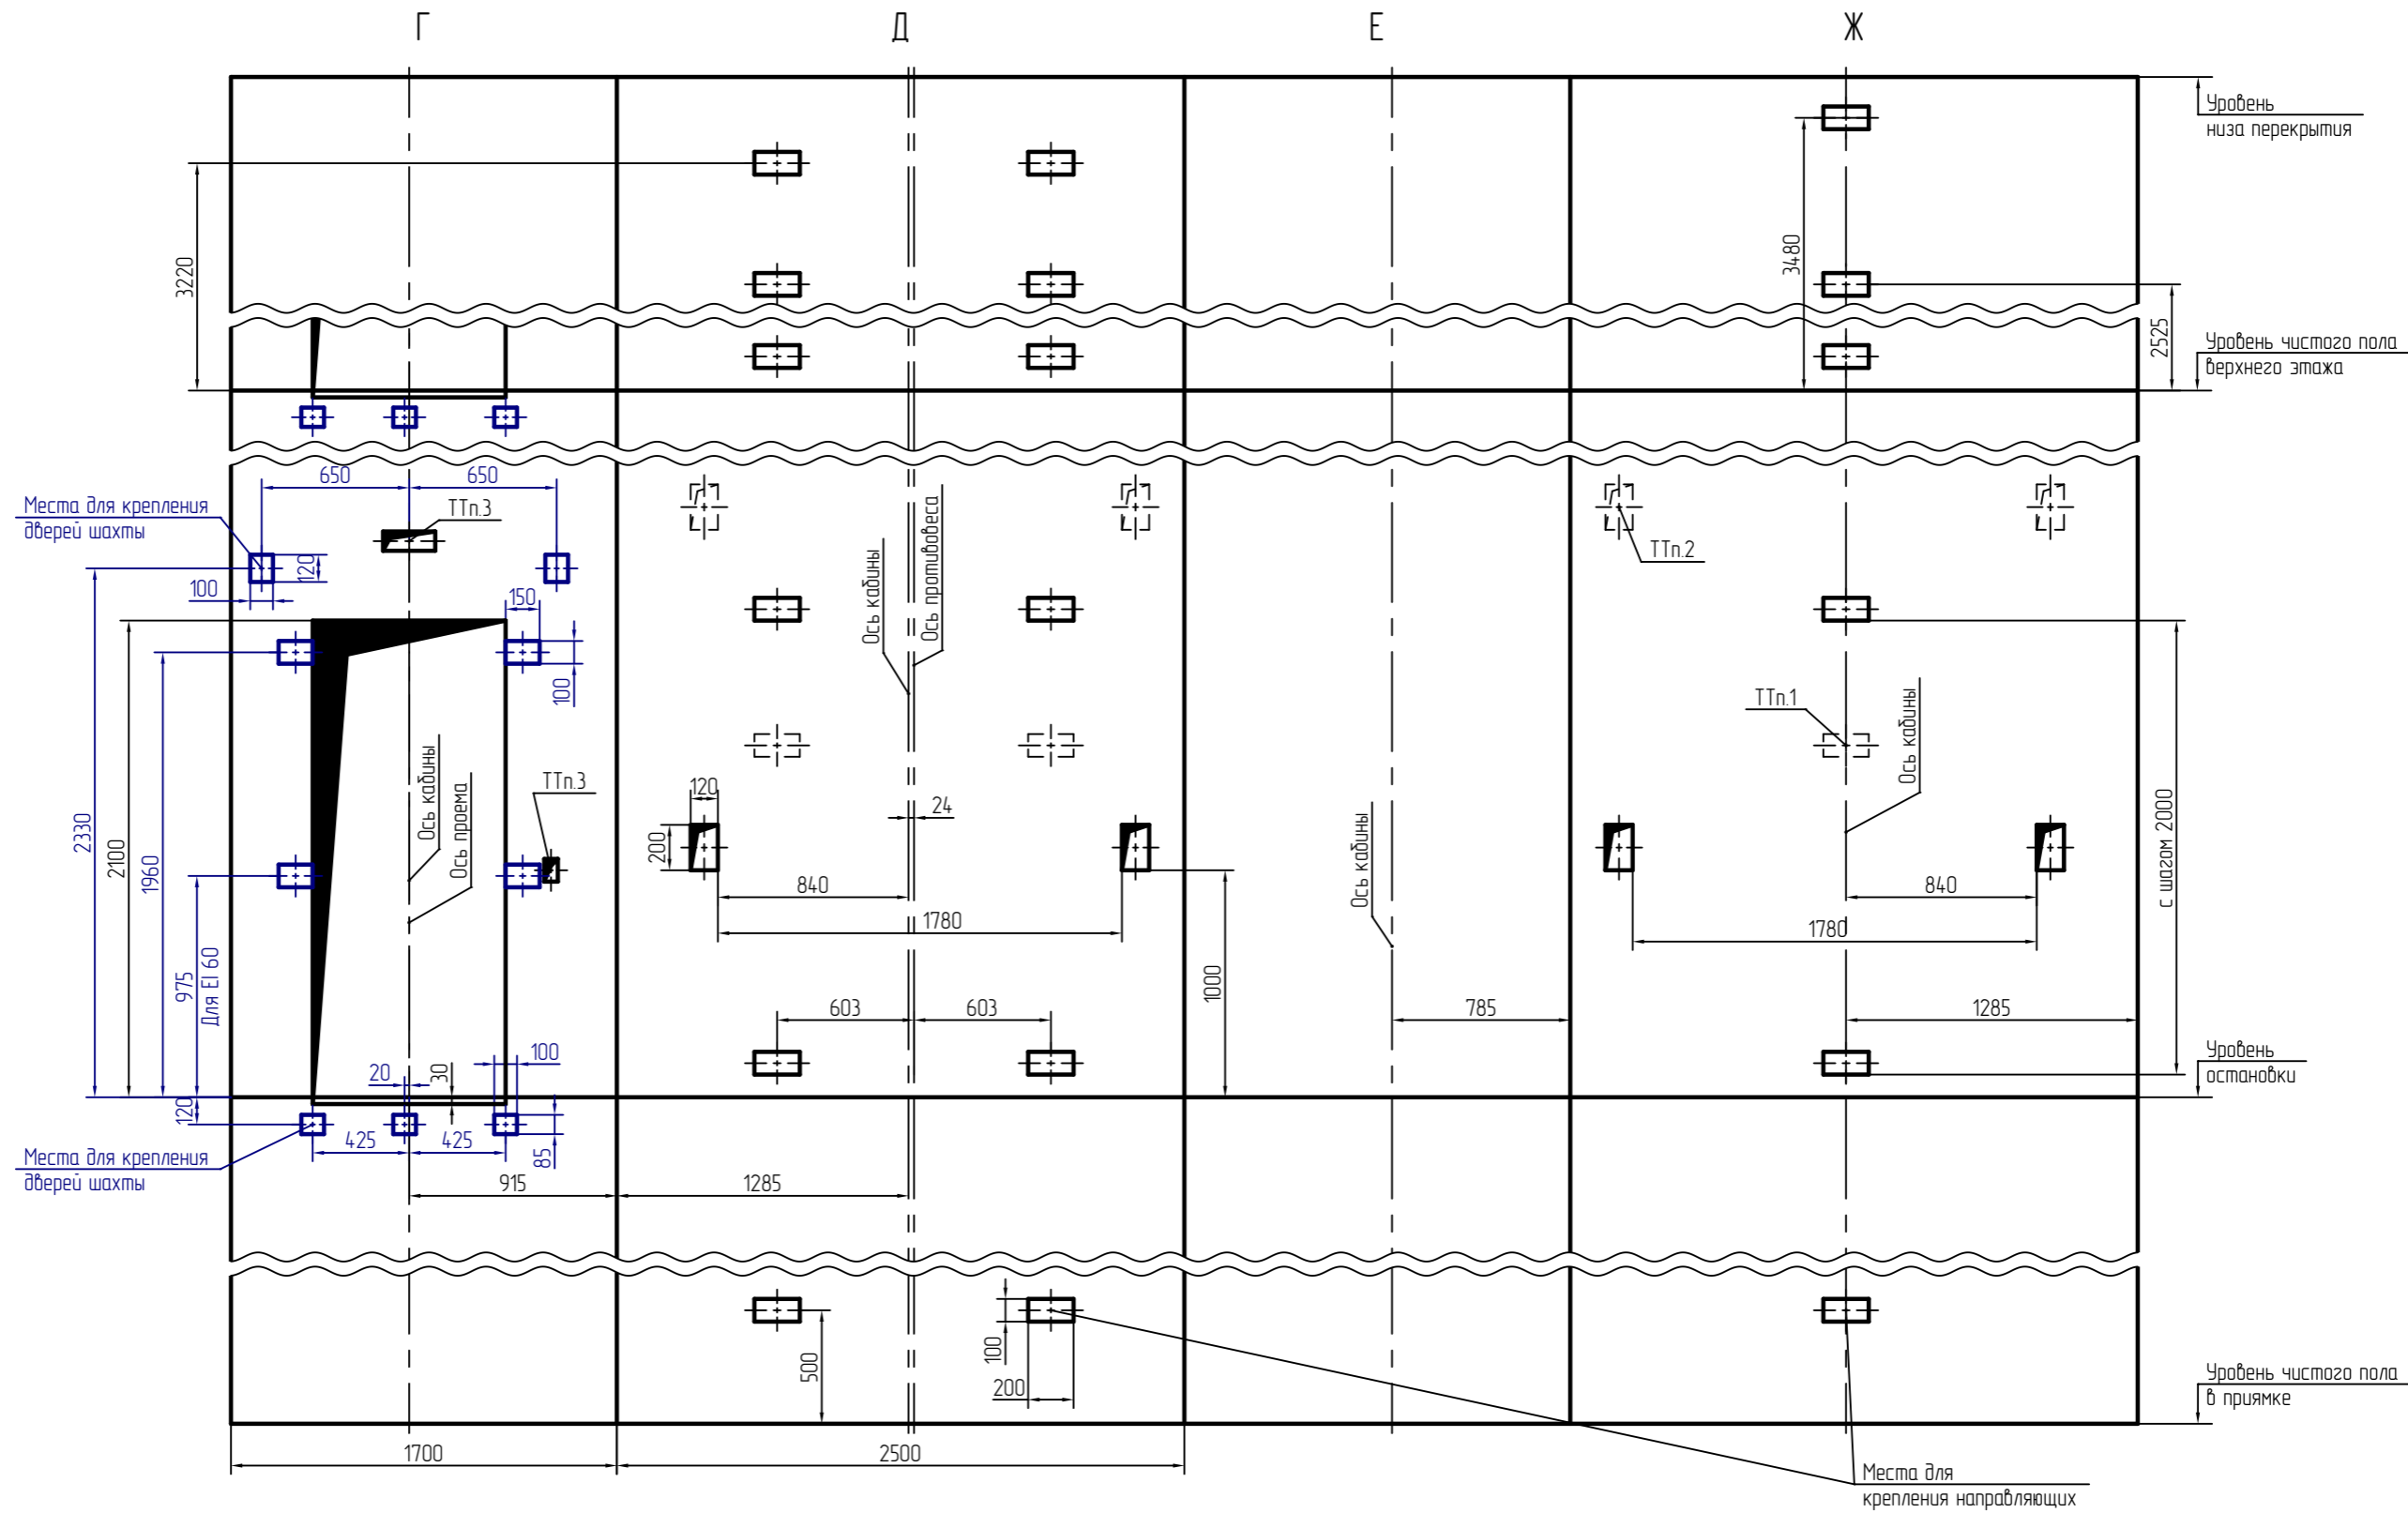 Г
Д
Е
Ж
Уровень
низа перекрытия
3220
3480
2525
Уровень чистого пола
верхнего этажа
650
650
Места для крепления
дверей шахты
ТТп.3
120
100
150
100
Ось кабины
Ось противовеса
ТТп.2
ТТп.1
Ось кабины
Ось кабины
Ось проема
ТТп.3
120
200
24
840
1780
Ось кабины
840
1780
с шагом 2000
2330
2100
1960
975
Для EI 60
603
603
1000
785
1285
20
30
100
120
425
425
85
Уровень
остановки
Места для крепления
дверей шахты
915
1285
500
100
200
Уровень чистого пола
в приямке
1700
2500
Места для
крепления направляющих